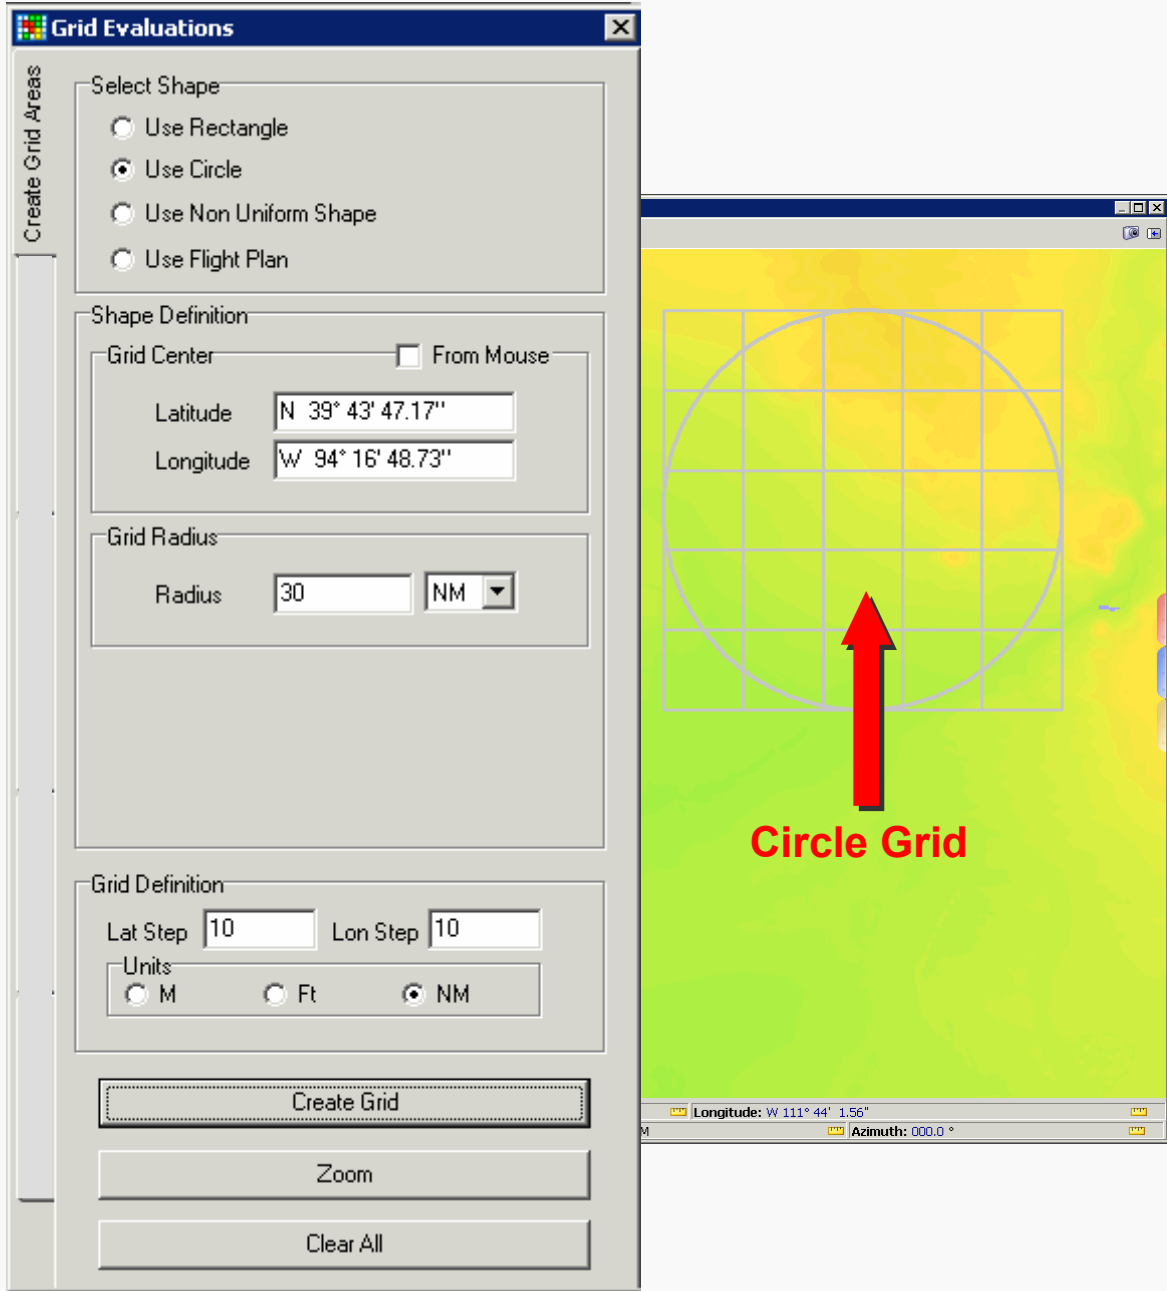 Grid Evaluations
Create Grid Areas
Select Shape
Use Rectangle
Use Circle
Use Non Uniform Shape
Use Flight Plan
Shape Definition
Grid Center
From Mouse
Latitude N 39° 43' 47.17"
Longitude W 94° 16' 48.73"
Grid Radius
Radius 30 NM
Grid Definition
Lat Step 10 Lon Step 10
Units
M Ft NM
Create Grid
Zoom
Clear All
Circle Grid
Longitude: W 111° 44' 1.56"
M Azimuth: 000.0 °